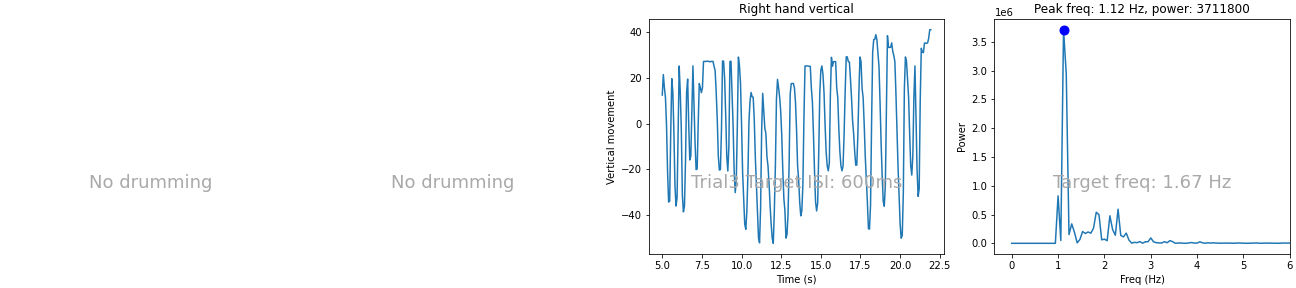 No drumming
No drumming
Right hand vertical
Vertical movement
40
20
0
−20
−40
Trial3 Target ISI: 600ms
5.0 7.5 10.0 12.5 15.0 17.5 20.0 22.5
Time (s)
Peak freq: 1.12 Hz, power: 3711800
1e6
Power
3.5
3.0
2.5
2.0
1.5
1.0
0.5
0.0
Target freq: 1.67 Hz
0 1 2 3 4 5 6
Freq (Hz)